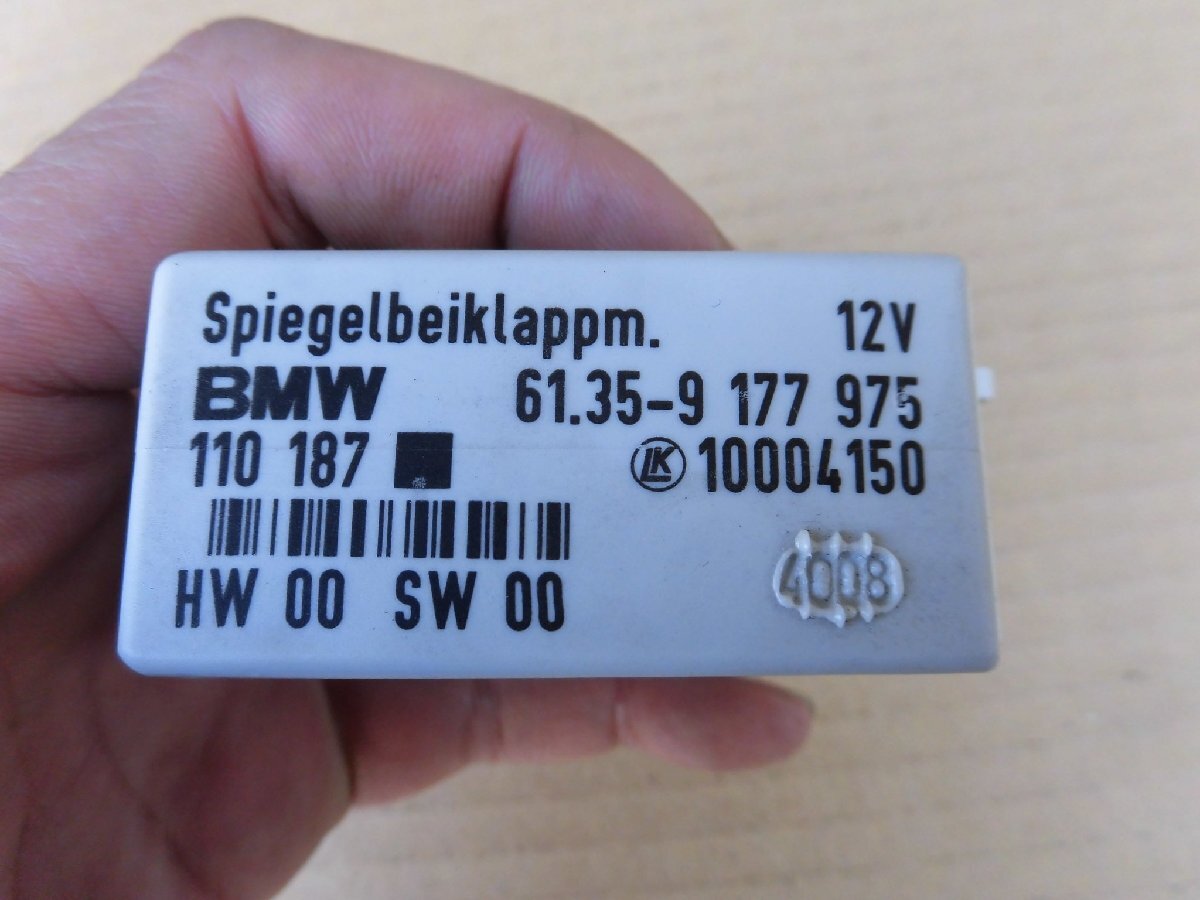 Spiegelbeiklappm. 12V
BMW 61.35-9 177 975
110 187 LK 10004150
4008
HW 00 SW 00